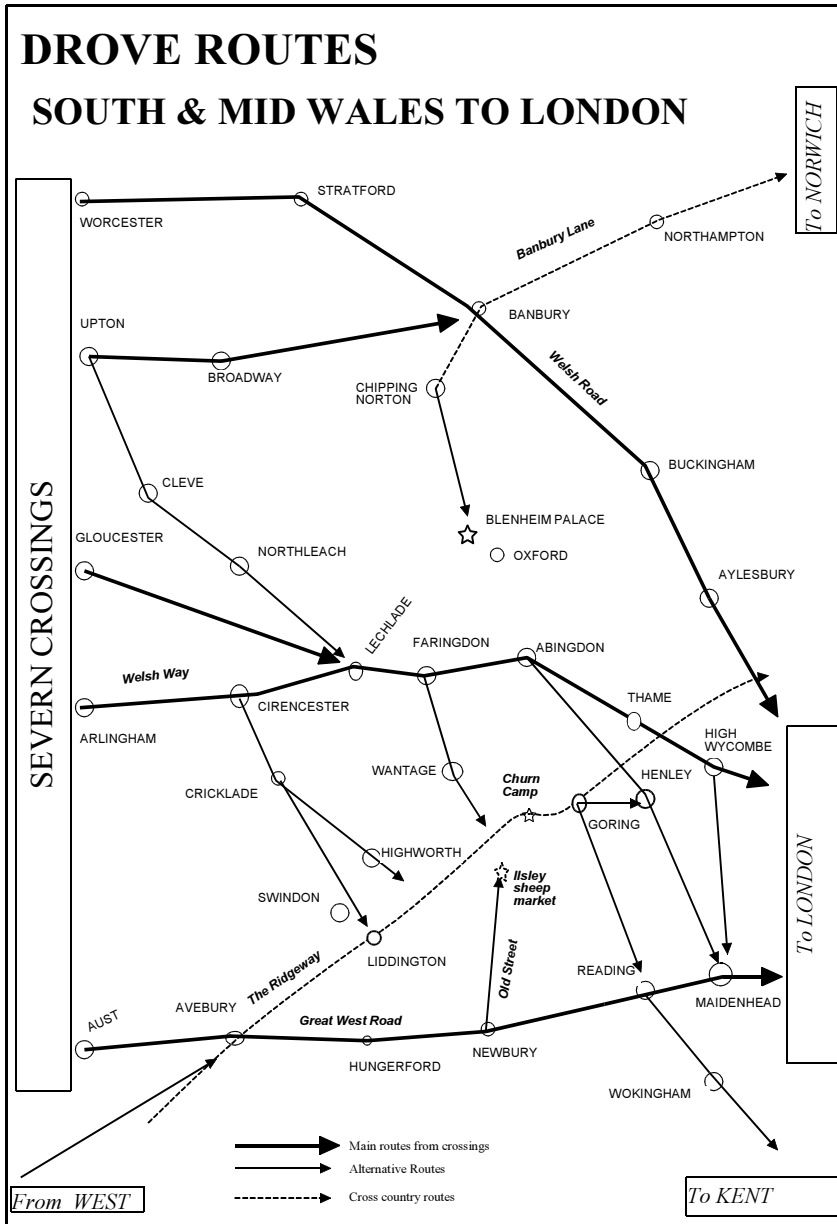 DROVE ROUTES
SOUTH & MID WALES TO LONDON
To NORWICH
STRATFORD
WORCESTER
Banbury Lane
NORTHAMPTON
BANBURY
UPTON
BROADWAY
CHIPPING
NORTON
Welsh Road
BUCKINGHAM
CLEVE
SEVERN CROSSINGS
GLOUCESTER
NORTHLEACH
BLENHEIM PALACE
OXFORD
AYLESBURY
LECHLADE
FARINGDON
ABINGDON
Welsh Way
CIRENCESTER
THAME
ARLINGHAM
HIGH
WYCOMBE
WANTAGE
Churn
Camp
HENLEY
CRICKLADE
GORING
HIGHWORTH
Ilsley
sheep
market
SWINDON
To LONDON
LIDDINGTON
Old Street
READING
The Ridgeway
MAIDENHEAD
AVEBURY
AUST
Great West Road
NEWBURY
HUNGERFORD
WOKINGHAM
Main routes from crossings
Alternative Routes
Cross country routes
From WEST
To KENT